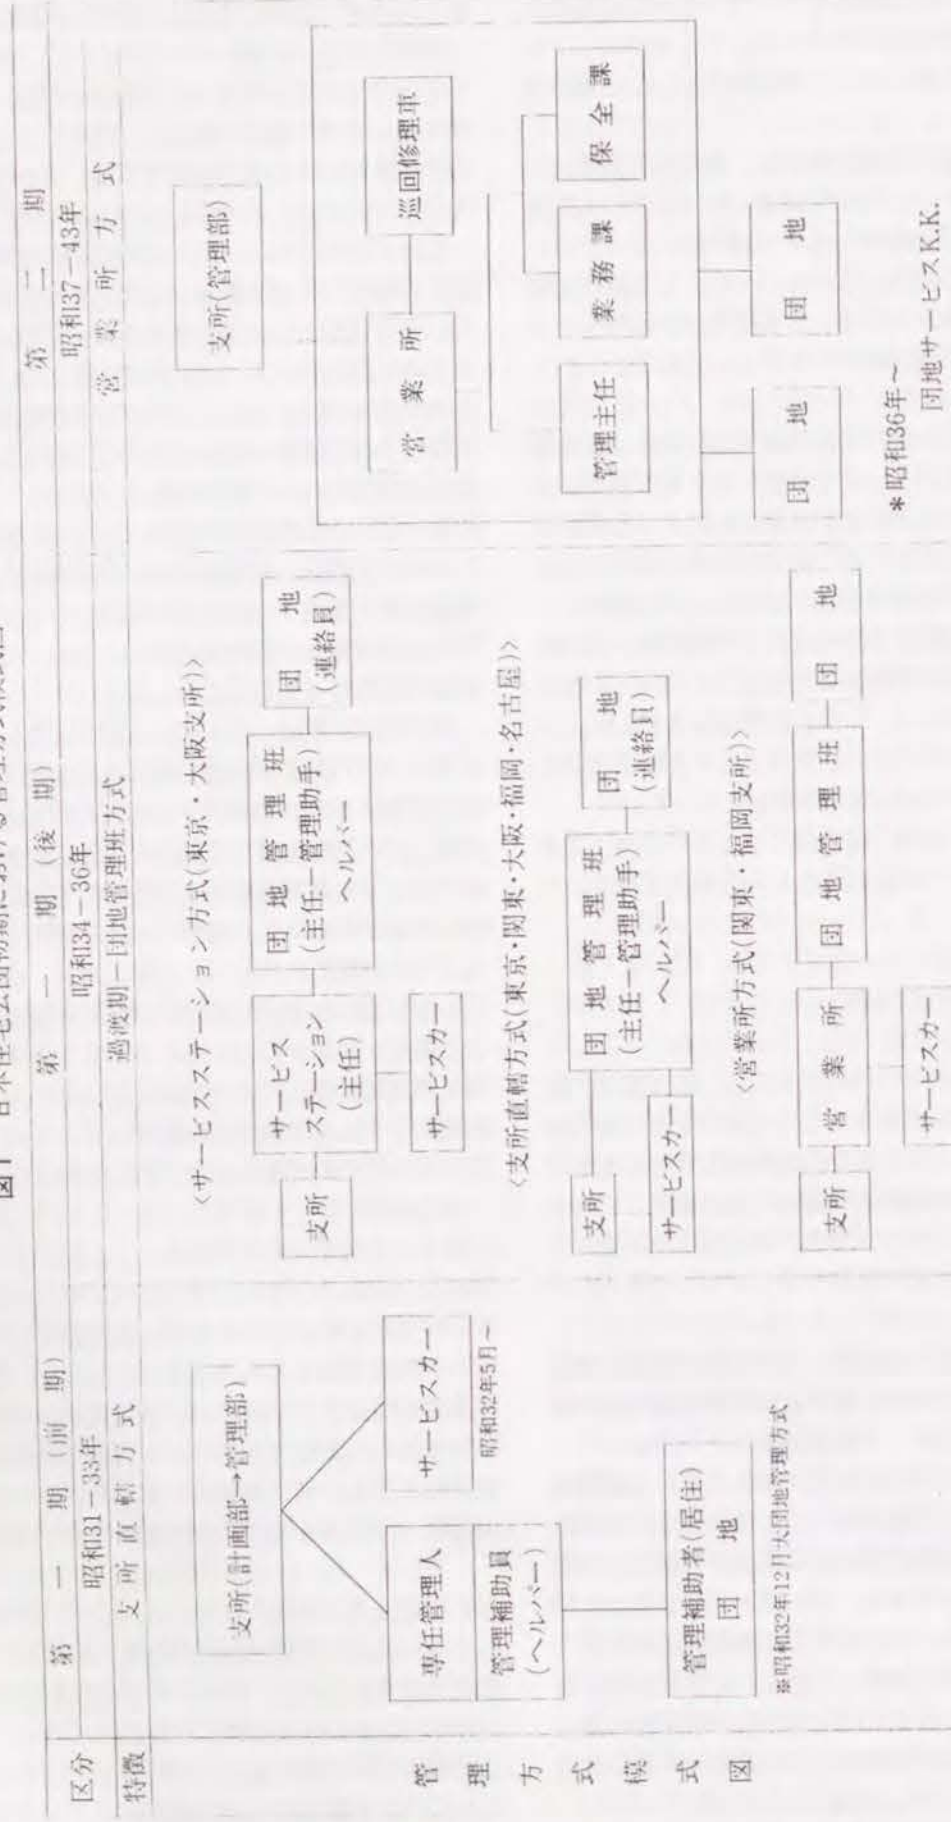 図1 日本住宅公団初期における管理方式模式図
区分
第一期(前期)
昭和31-33年
第一期(後期)
昭和34-36年
第二期
昭和37-43年
特徴
支所直轄方式
過渡期-団地管理班方式
営業所方式
管理方式模式図
支所(計画部→管理部)
専任管理人
管理補助員
(ヘルパー)
サービスカー
昭和32年5月~
管理補助者(居住)
団地
※昭和32年12月大団地管理方式
〈サービスステーション方式(東京・大阪支所)〉
支所
サービス
ステーション
(主任)
団地管理班
(主任-管理助手)
ヘルパー
団地
(連絡員)
サービスカー
〈支所直轄方式(東京・関東・大阪・福岡・名古屋)〉
支所
団地管理班
(主任-管理助手)
ヘルパー
団地
(連絡員)
サービスカー
〈営業所方式(関東・福岡支所)〉
支所
営業所
団地管理班
団地
サービスカー
支所(管理部)
営業所
巡回修理車
管理主任
業務課
保全課
団地
団地
*昭和36年~
団地サービスK.K.